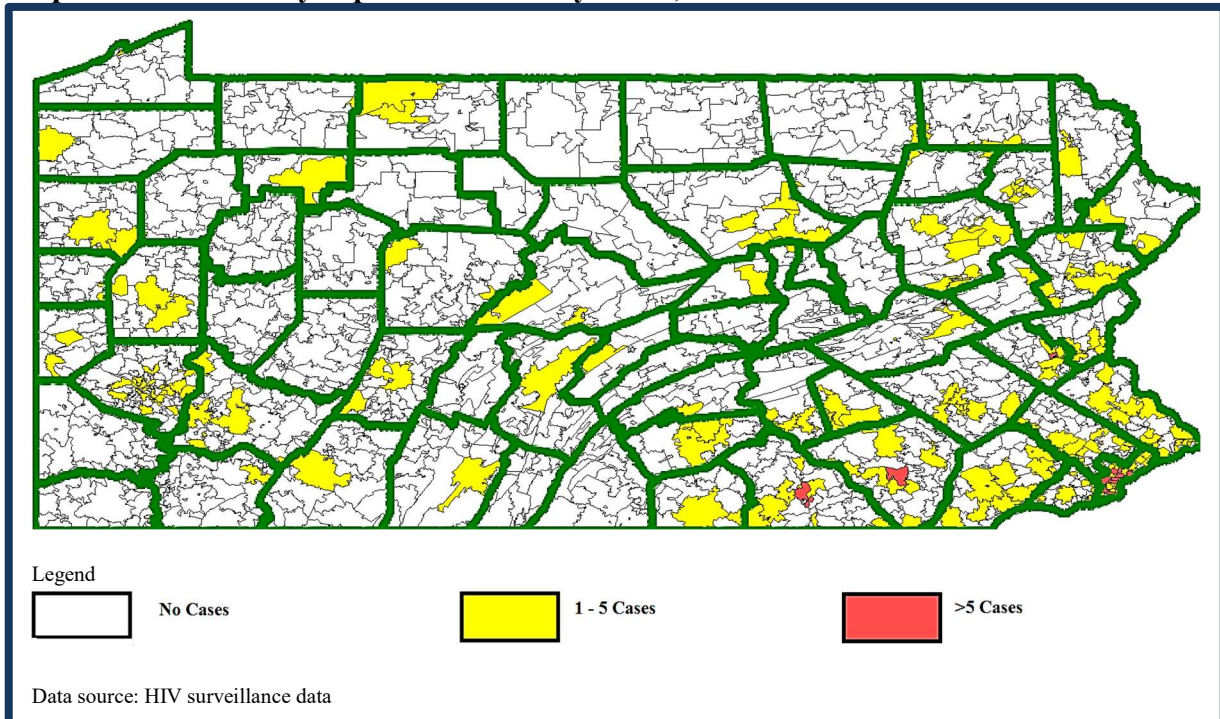 Legend
No Cases
1 - 5 Cases
>5 Cases
Data source: HIV surveillance data